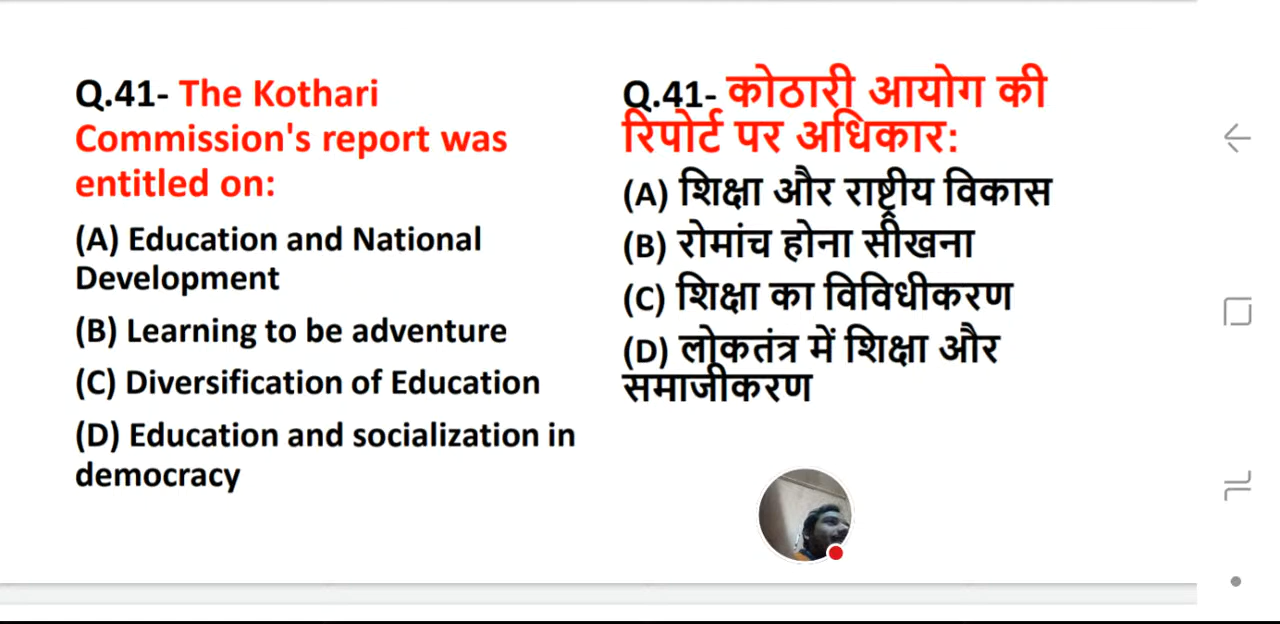 Q.41- The Kothari
Commission's report was
entitled on:
(A) Education and National
Development
(B) Learning to be adventure
(C) Diversification of Education
(D) Education and socialization in
democracy
Q.41- कोठारी आयोग की
रिपोर्ट पर अधिकार:
(A) शिक्षा और राष्ट्रीय विकास
(B) रोमांच होना सीखना
(C) शिक्षा का विविधीकरण
(D) लोकतंत्र में शिक्षा और
समाजीकरण